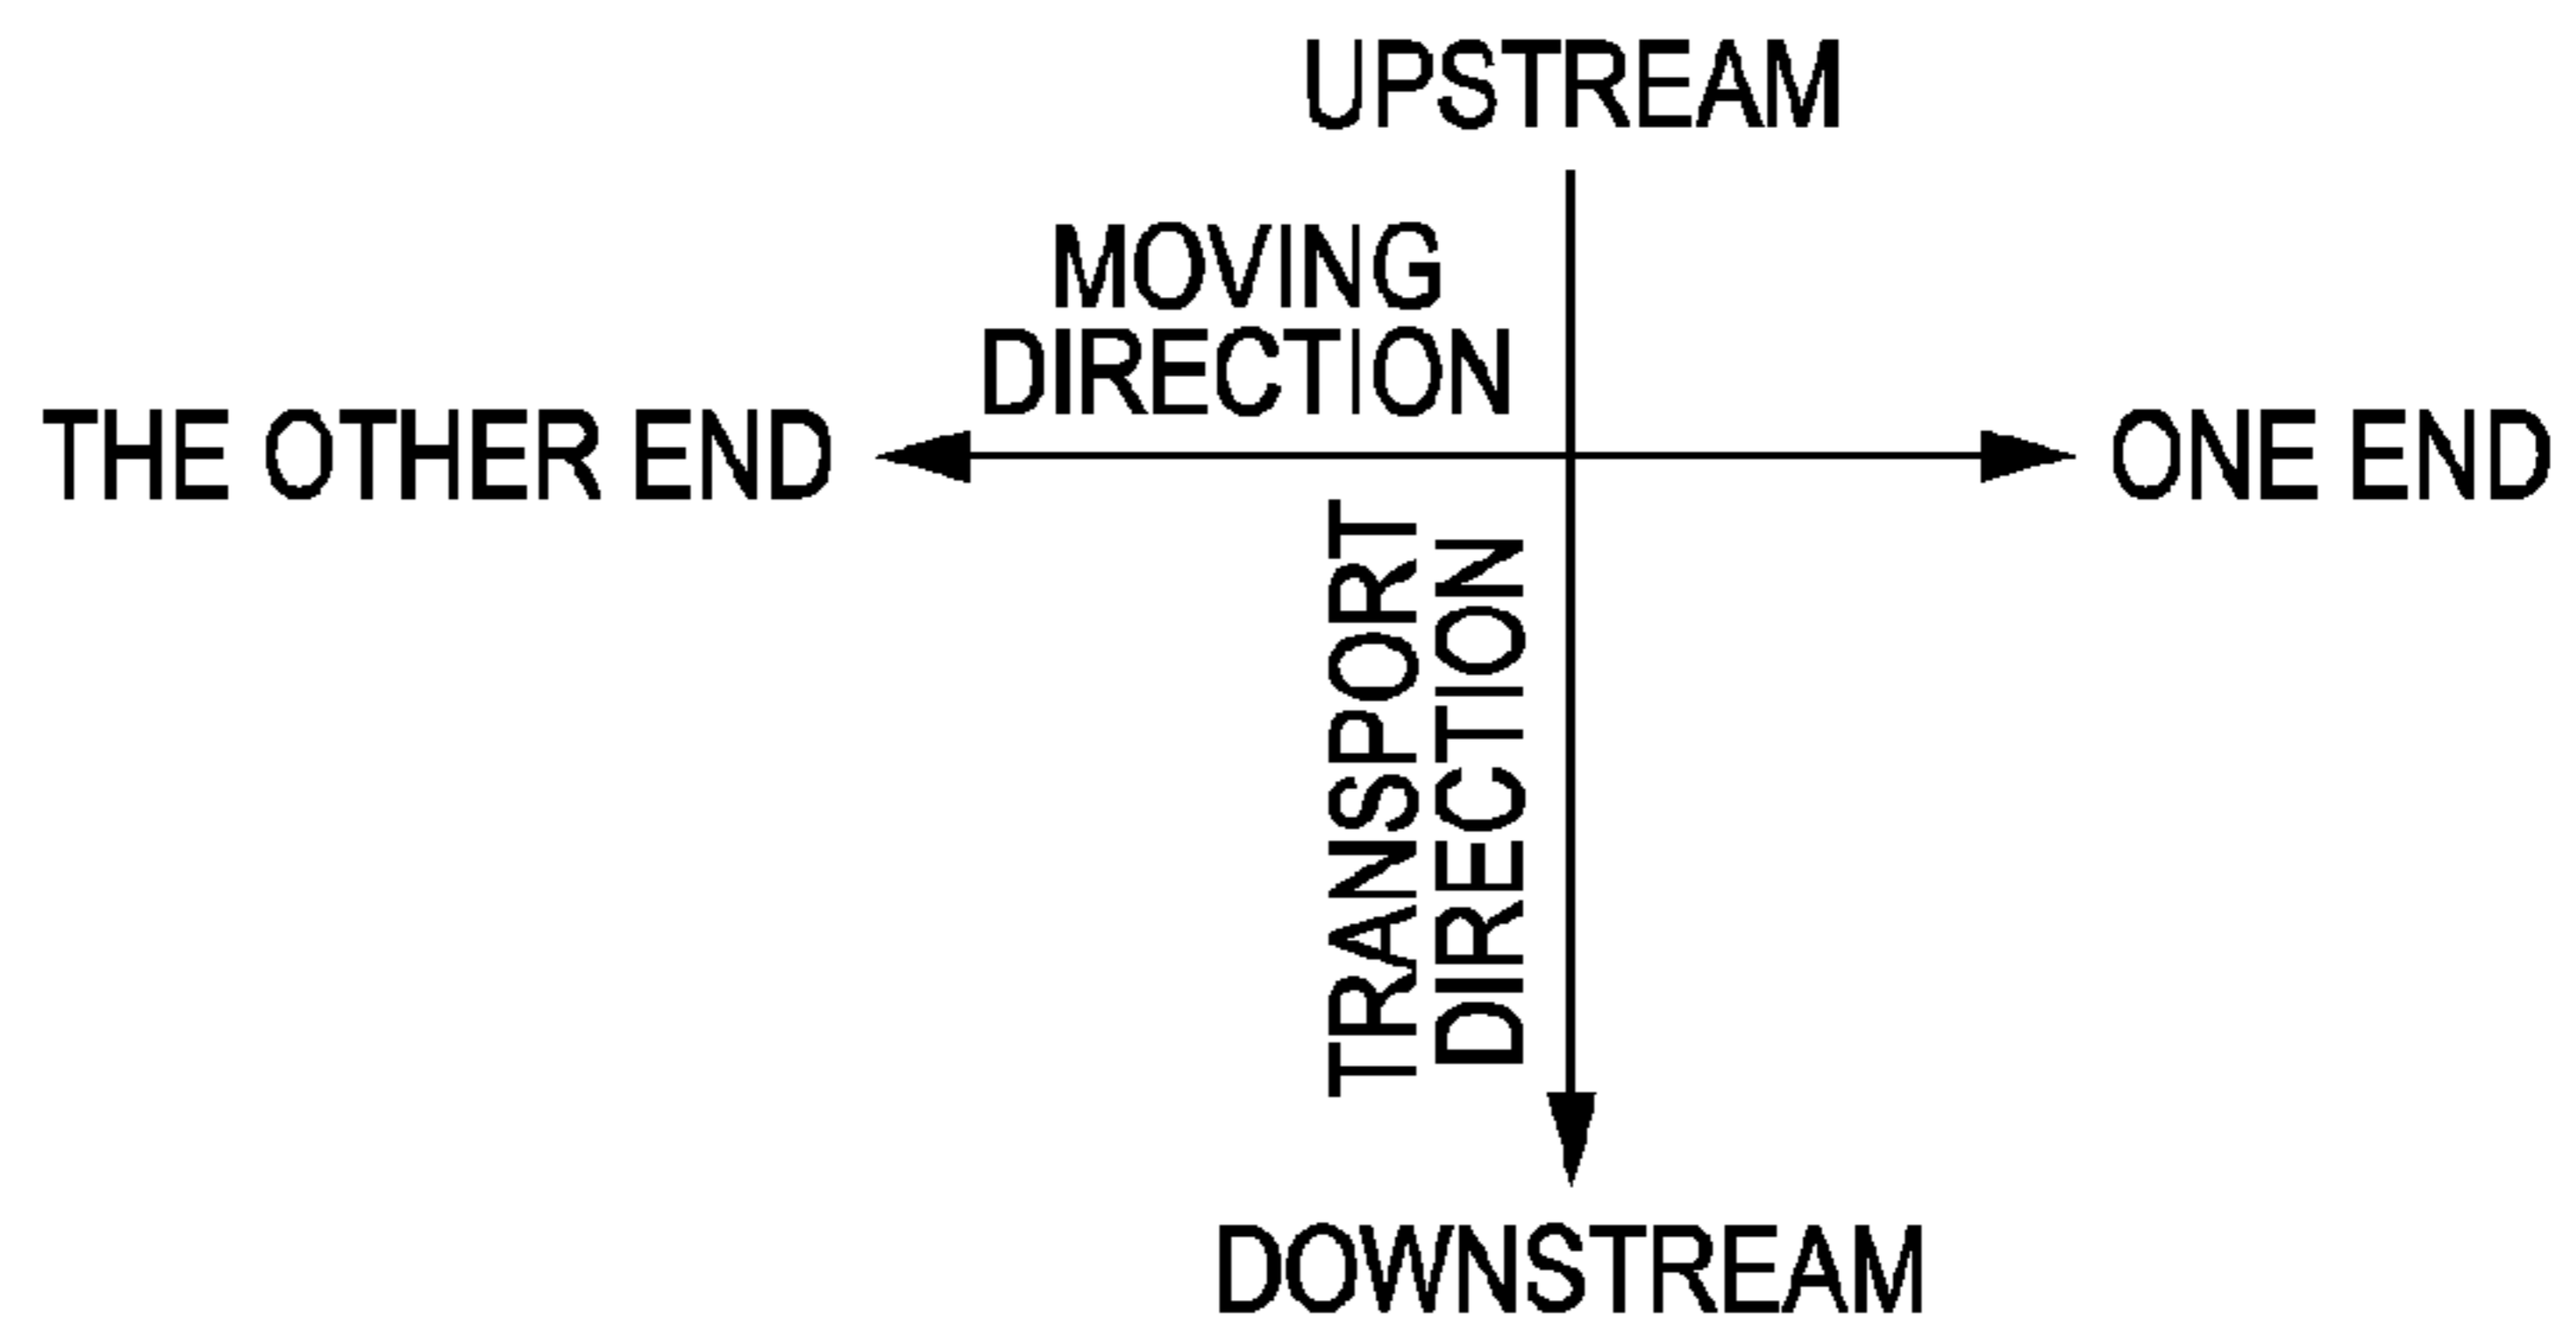 UPSTREAM
MOVING
DIRECTION
THE OTHER END
ONE END
TRANSPORT
DIRECTION
DOWNSTREAM